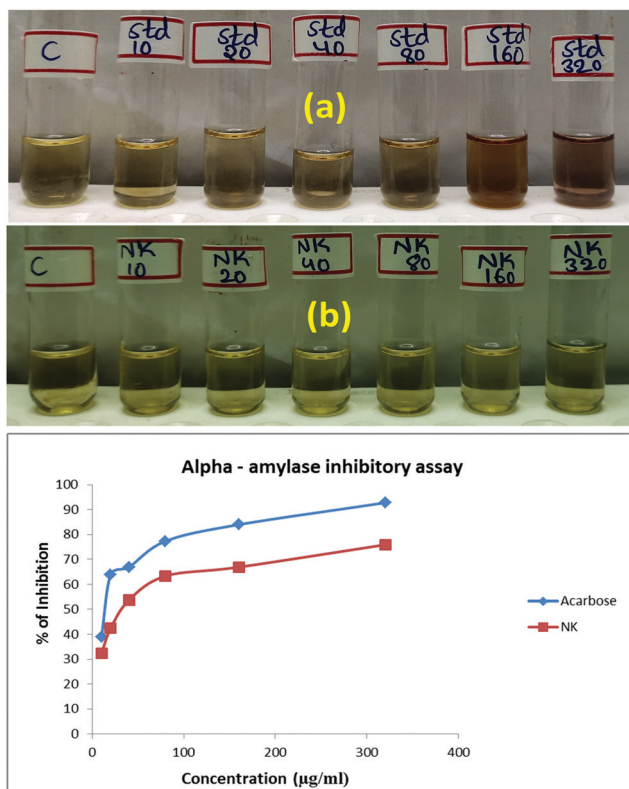 C
Std
10
Std
20
Std
40
Std
80
Std
160
Std
320
(a)
C
NK
10
NK
20
NK
40
NK
80
NK
160
NK
320
(b)
Alpha - amylase inhibitory assay
% of Inhibition
100
90
80
70
60
50
40
30
20
10
0
0
100
200
300
400
Concentration (µg/ml)
Acarbose
NK